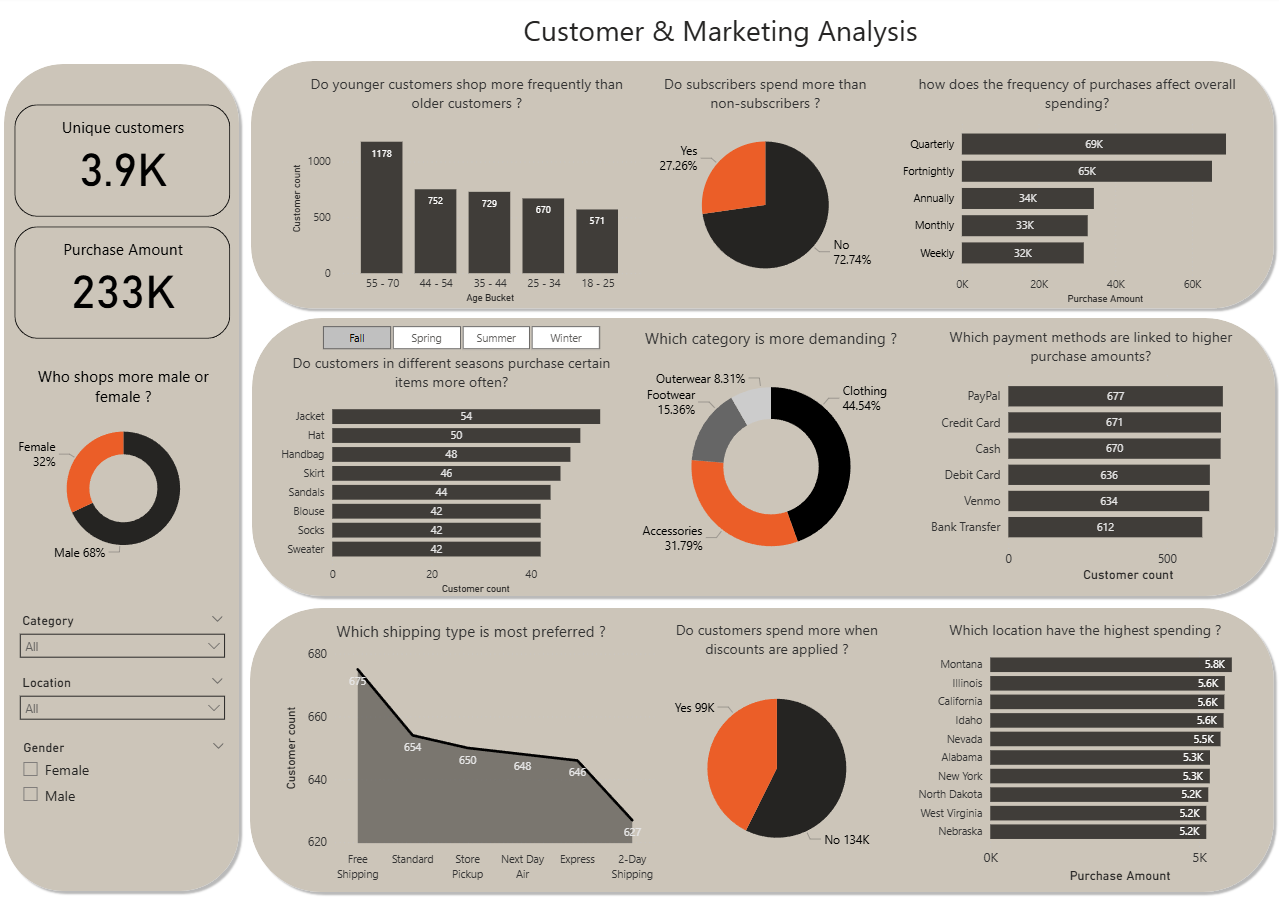 Customer & Marketing Analysis
Unique customers
3.9K
Purchase Amount
233K
Who shops more male or
female ?
Female
32%
Male 68%
Category
All
Location
All
Gender
Female
Male
Do younger customers shop more frequently than
older customers ?
Customer count
1000
500
0
1178
752
729
670
571
55 - 70
44 - 54
35 - 44
25 - 34
18 - 25
Age Bucket
Do subscribers spend more than
non-subscribers ?
Yes
27.26%
No
72.74%
how does the frequency of purchases affect overall
spending?
Quarterly 69K
Fortnightly 65K
Annually 34K
Monthly 33K
Weekly 32K
0K 20K 40K 60K
Purchase Amount
Fall Spring Summer Winter
Do customers in different seasons purchase certain
items more often?
Jacket 54
Hat 50
Handbag 48
Skirt 46
Sandals 44
Blouse 42
Socks 42
Sweater 42
0 20 40
Customer count
Which category is more demanding ?
Outerwear 8.31%
Footwear
15.36%
Clothing
44.54%
Accessories
31.79%
Which payment methods are linked to higher
purchase amounts?
PayPal 677
Credit Card 671
Cash 670
Debit Card 636
Venmo 634
Bank Transfer 612
0 500
Customer count
Which shipping type is most preferred ?
Customer count
680
660
640
620
675
654
650
648
646
627
Free
Shipping
Standard
Store
Pickup
Next Day
Air
Express
2-Day
Shipping
Do customers spend more when
discounts are applied ?
Yes 99K
No 134K
Which location have the highest spending ?
Montana 5.8K
Illinois 5.6K
California 5.6K
Idaho 5.6K
Nevada 5.5K
Alabama 5.3K
New York 5.3K
North Dakota 5.2K
West Virginia 5.2K
Nebraska 5.2K
0K 5K
Purchase Amount